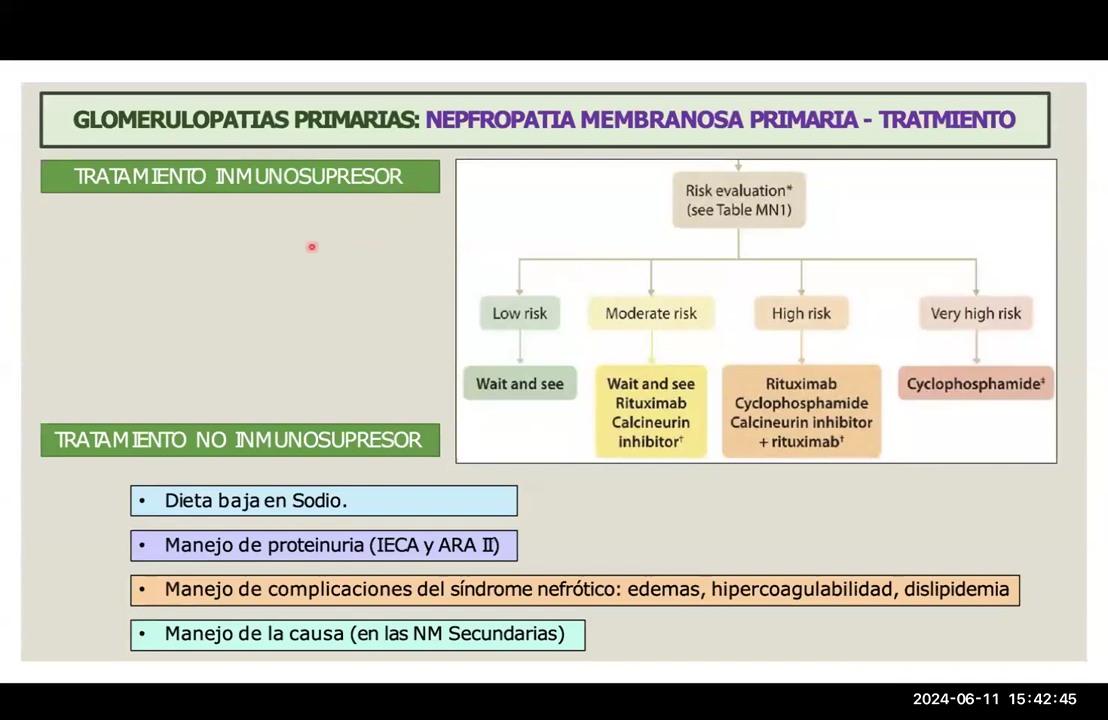 GLOMERULOPATIAS PRIMARIAS: NEPFROPATIA MEMBRANOSA PRIMARIA - TRATMIENTO
TRATAMIENTO INMUNOSUPRESOR
Risk evaluation*
(see Table MN1)
Low risk
Moderate risk
High risk
Very high risk
Wait and see
Wait and see
Rituximab
Calcineurin
inhibitor†
Rituximab
Cyclophosphamide
Calcineurin inhibitor
+ rituximab†
Cyclophosphamide‡
TRATAMIENTO NO INMUNOSUPRESOR
• Dieta baja en Sodio.
• Manejo de proteinuria (IECA y ARA II)
• Manejo de complicaciones del síndrome nefrótico: edemas, hipercoagulabilidad, dislipidemia
• Manejo de la causa (en las NM Secundarias)
2024-06-11 15:42:45